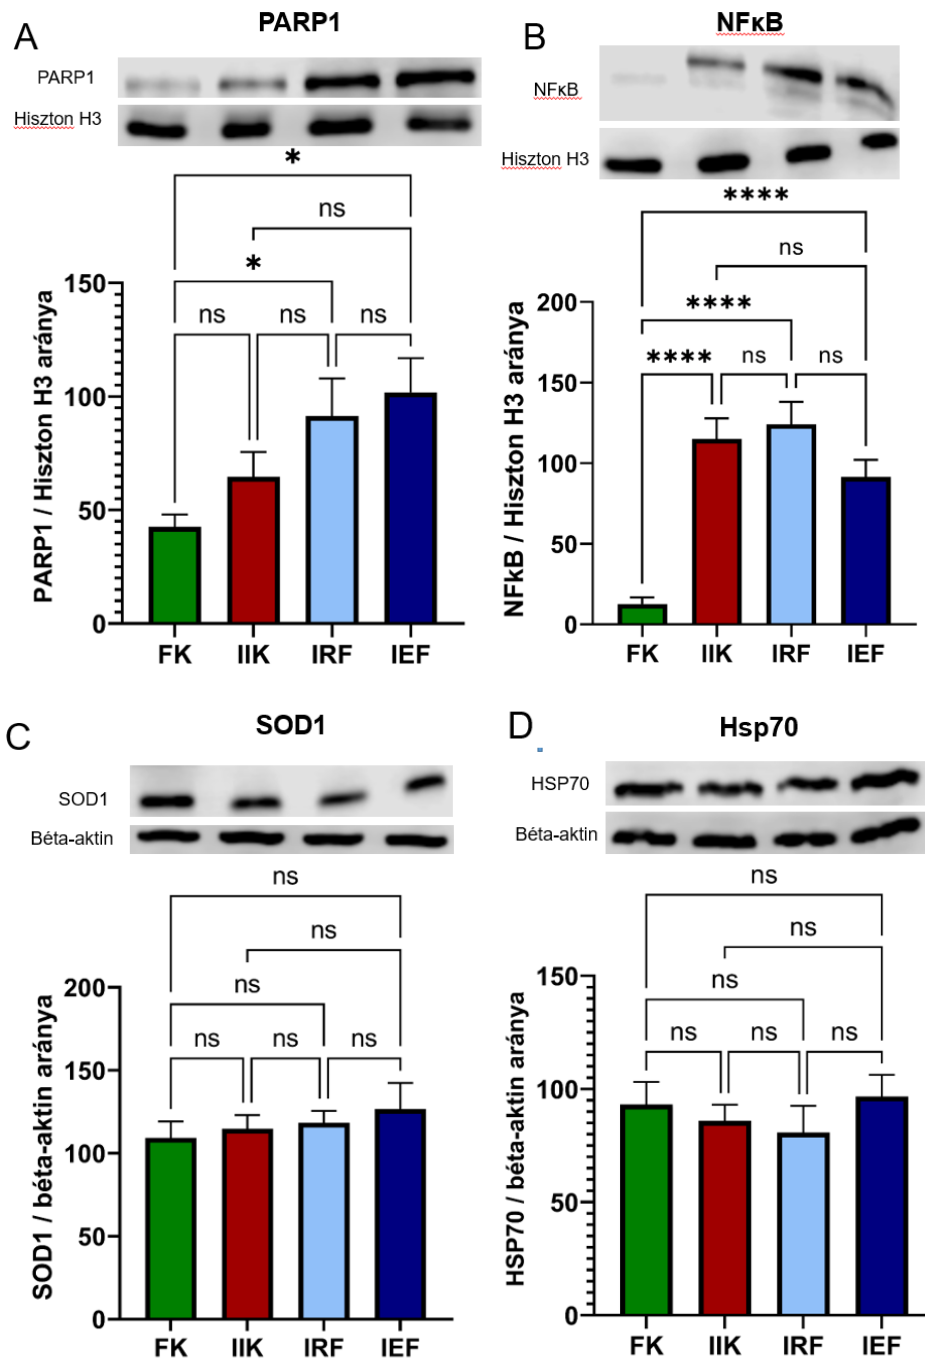 A
PARP1
PARP1
Hiszton H3
*
ns
*
ns ns ns
PARP1 / Hiszton H3 aránya
150
100
50
0
FK IIK IRF IEF
B
NFκB
NFκB
Hiszton H3
****
ns
****
**** ns ns
NFkB / Hiszton H3 aránya
200
150
100
50
0
FK IIK IRF IEF
C
SOD1
SOD1
Béta-aktin
ns
ns
ns
ns ns ns
SOD1 / béta-aktin aránya
200
150
100
50
0
FK IIK IRF IEF
D
Hsp70
HSP70
Béta-aktin
ns
ns
ns
ns ns ns
HSP70 / béta-aktin aránya
150
100
50
0
FK IIK IRF IEF